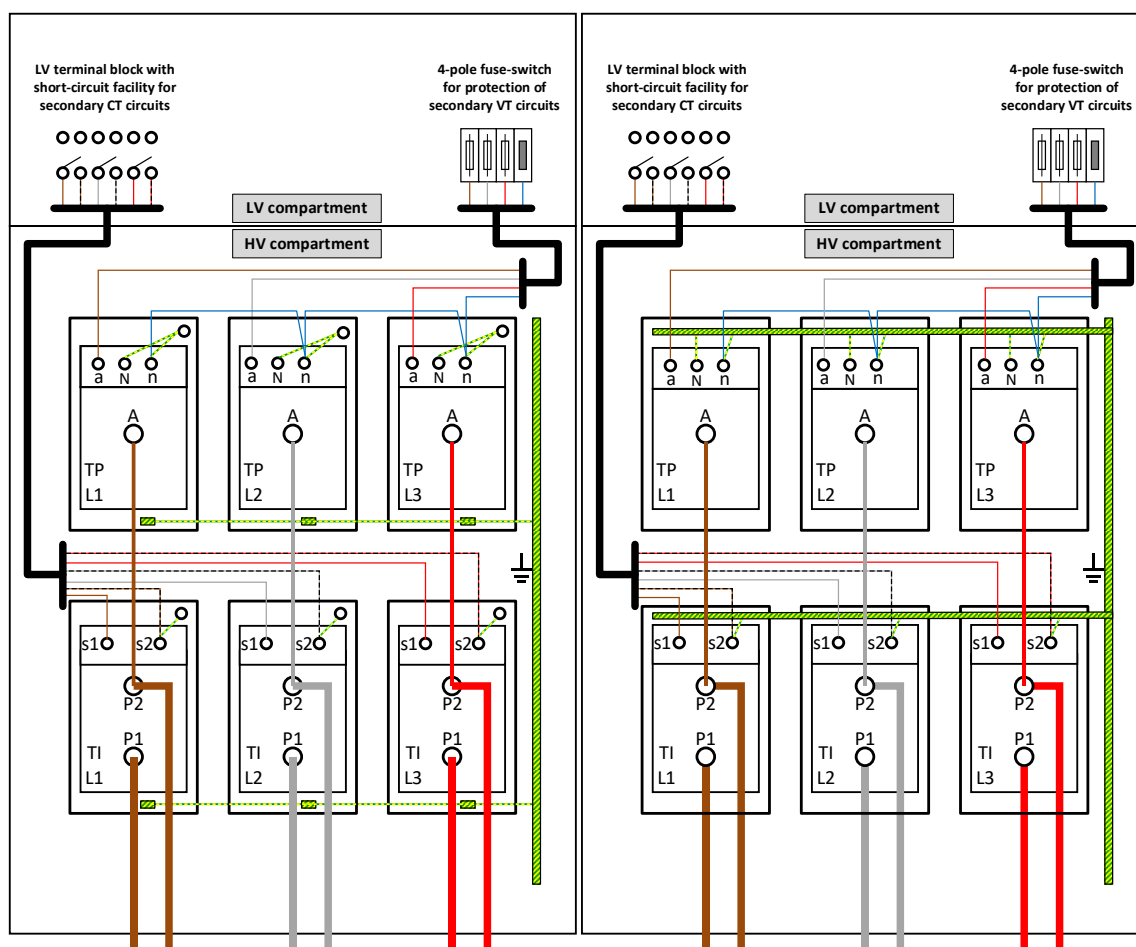 LV terminal block with
short-circuit facility for
secondary CT circuits
4-pole fuse-switch
for protection of
secondary VT circuits
LV compartment
HV compartment
a N n
a N n
a N n
A
A
A
TP
L1
TP
L2
TP
L3
s1 s2
s1 s2
s1 s2
P2
P2
P2
P1
P1
P1
TI
L1
TI
L2
TI
L3
LV terminal block with
short-circuit facility for
secondary CT circuits
4-pole fuse-switch
for protection of
secondary VT circuits
LV compartment
HV compartment
a N n
a N n
a N n
A
A
A
TP
L1
TP
L2
TP
L3
s1 s2
s1 s2
s1 s2
P2
P2
P2
P1
P1
P1
TI
L1
TI
L2
TI
L3